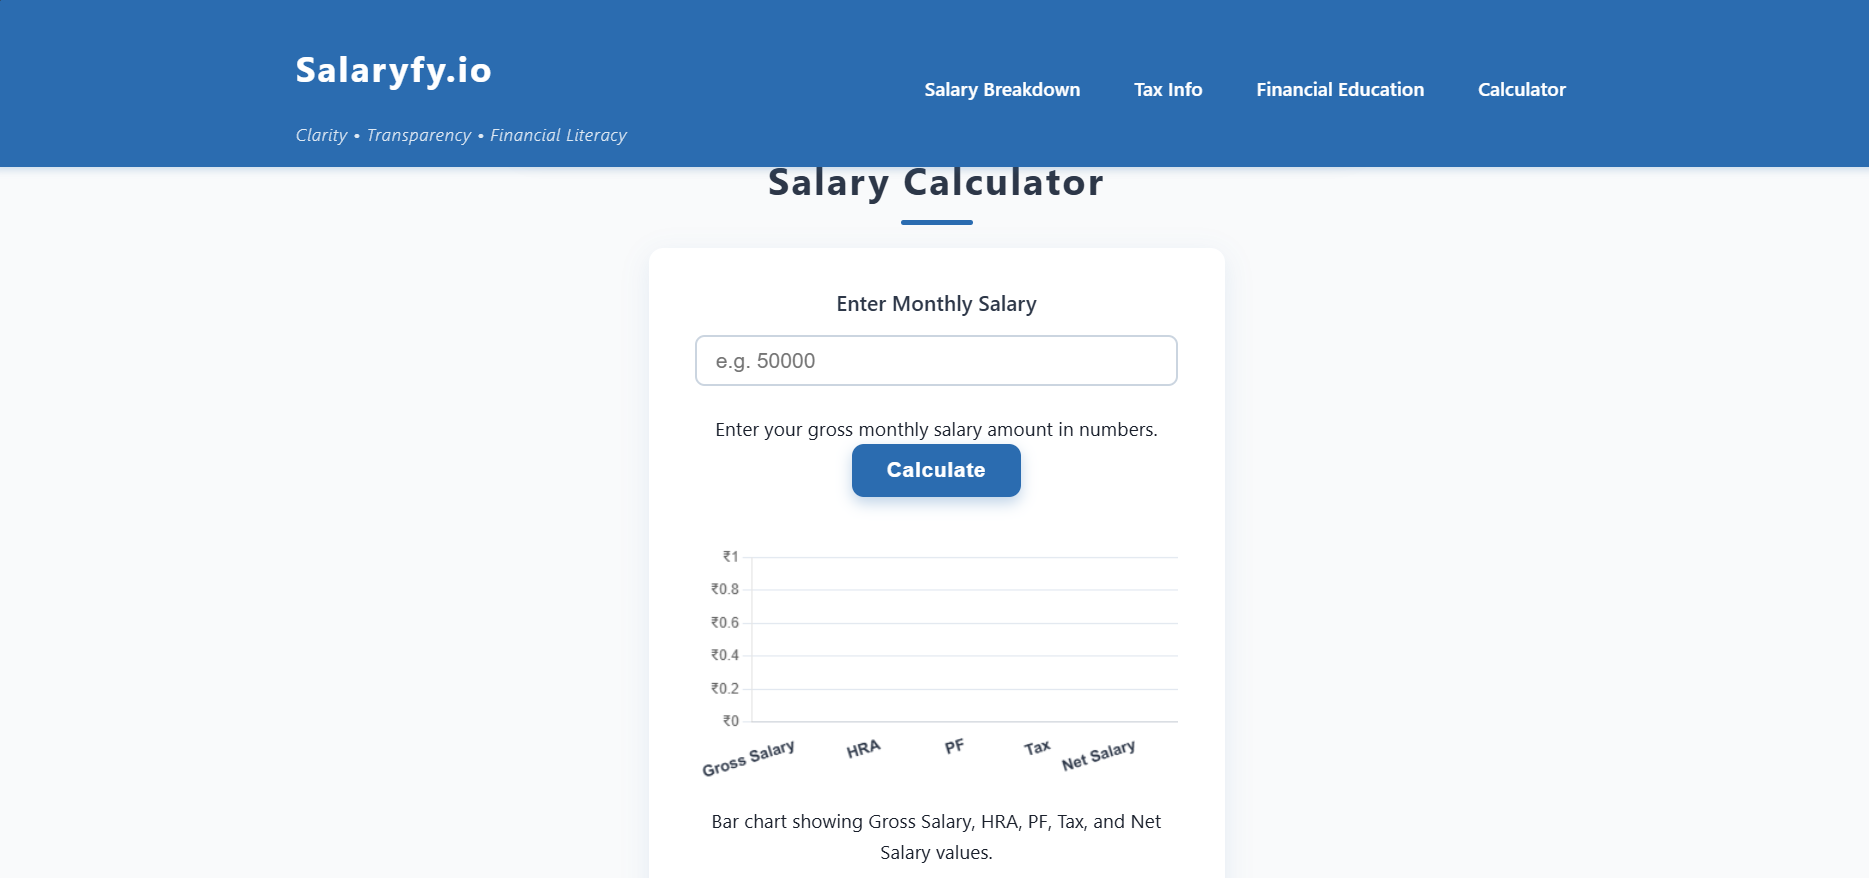 Salaryfy.io
Clarity • Transparency • Financial Literacy
Salary Breakdown
Tax Info
Financial Education
Calculator
Salary Calculator
Enter Monthly Salary
e.g. 50000
Enter your gross monthly salary amount in numbers.
Calculate
₹1
₹0.8
₹0.6
₹0.4
₹0.2
₹0
Gross Salary
HRA
PF
Tax
Net Salary
Bar chart showing Gross Salary, HRA, PF, Tax, and Net
Salary values.